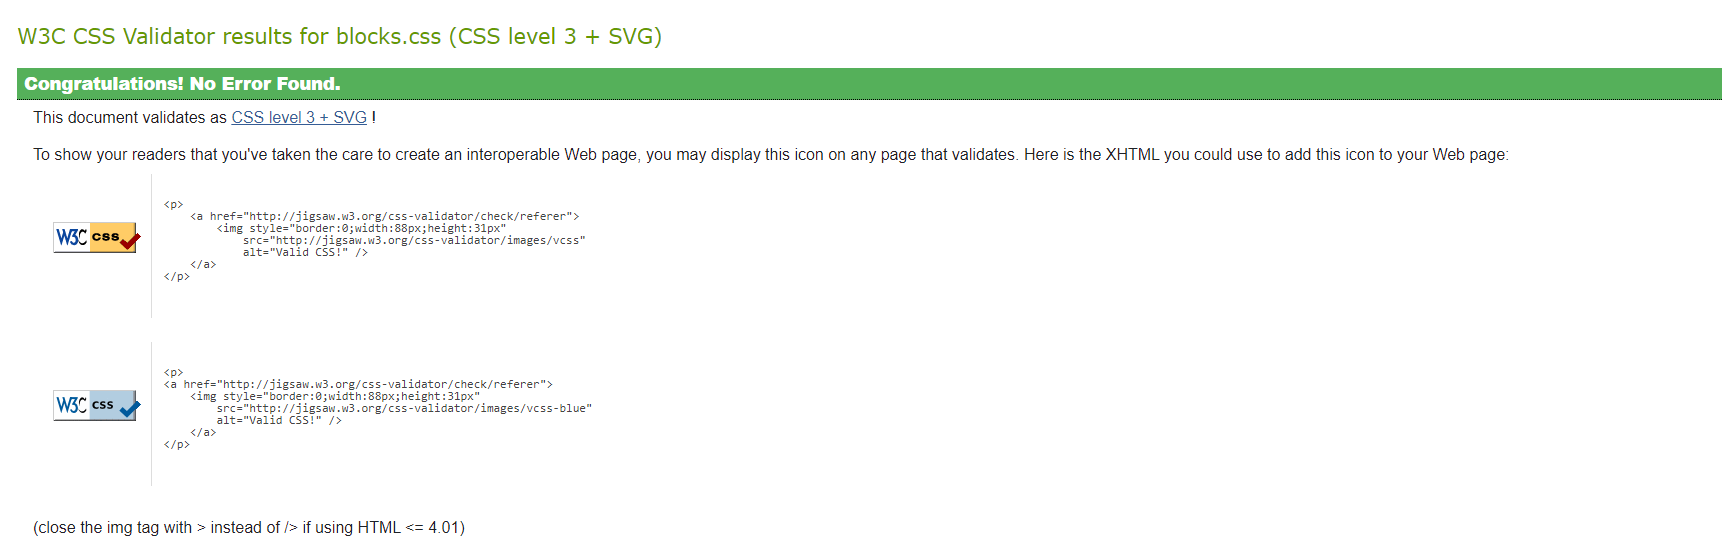 W3C CSS Validator results for blocks.css (CSS level 3 + SVG)
Congratulations! No Error Found.
This document validates as CSS level 3 + SVG !
To show your readers that you've taken the care to create an interoperable Web page, you may display this icon on any page that validates. Here is the XHTML you could use to add this icon to your Web page:
W3C css
<p>
<a href="http://jigsaw.w3.org/css-validator/check/referer">
<img style="border:0;width:88px;height:31px"
src="http://jigsaw.w3.org/css-validator/images/vcss"
alt="Valid CSS!" />
</a>
</p>
W3C css
<p>
<a href="http://jigsaw.w3.org/css-validator/check/referer">
<img style="border:0;width:88px;height:31px"
src="http://jigsaw.w3.org/css-validator/images/vcss-blue"
alt="Valid CSS!" />
</a>
</p>
(close the img tag with > instead of /> if using HTML <= 4.01)